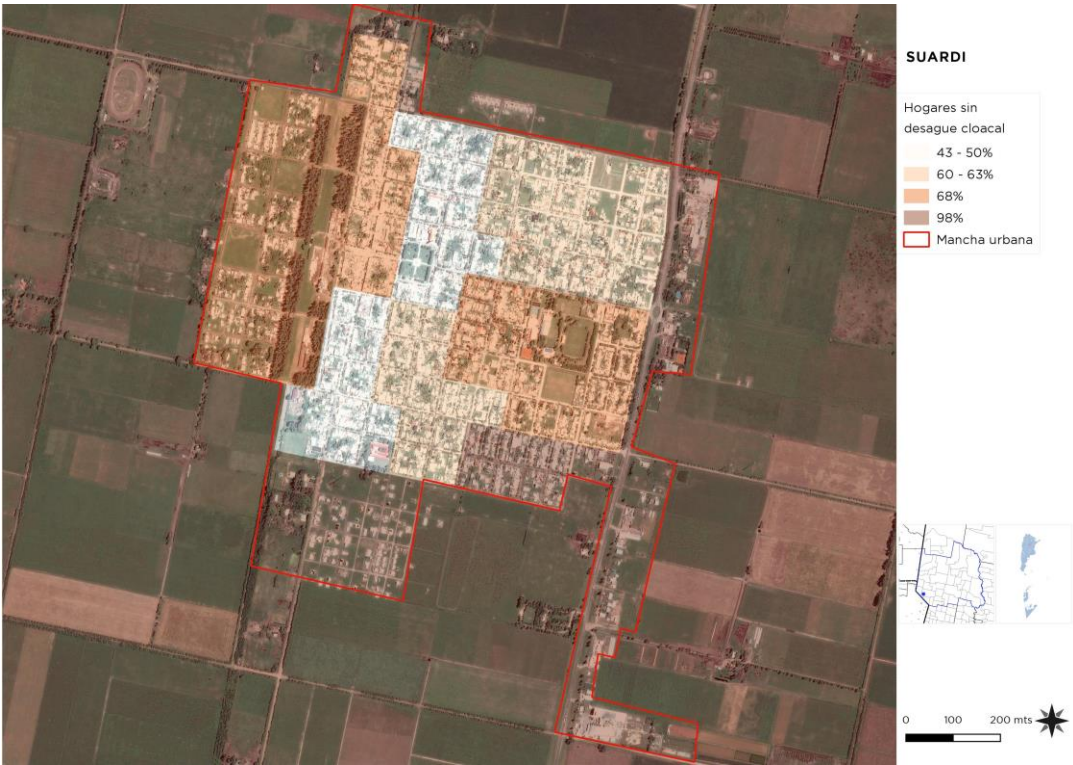 SUARDI
Hogares sin
desague cloacal
43 - 50%
60 - 63%
68%
98%
Mancha urbana
0 100 200 mts